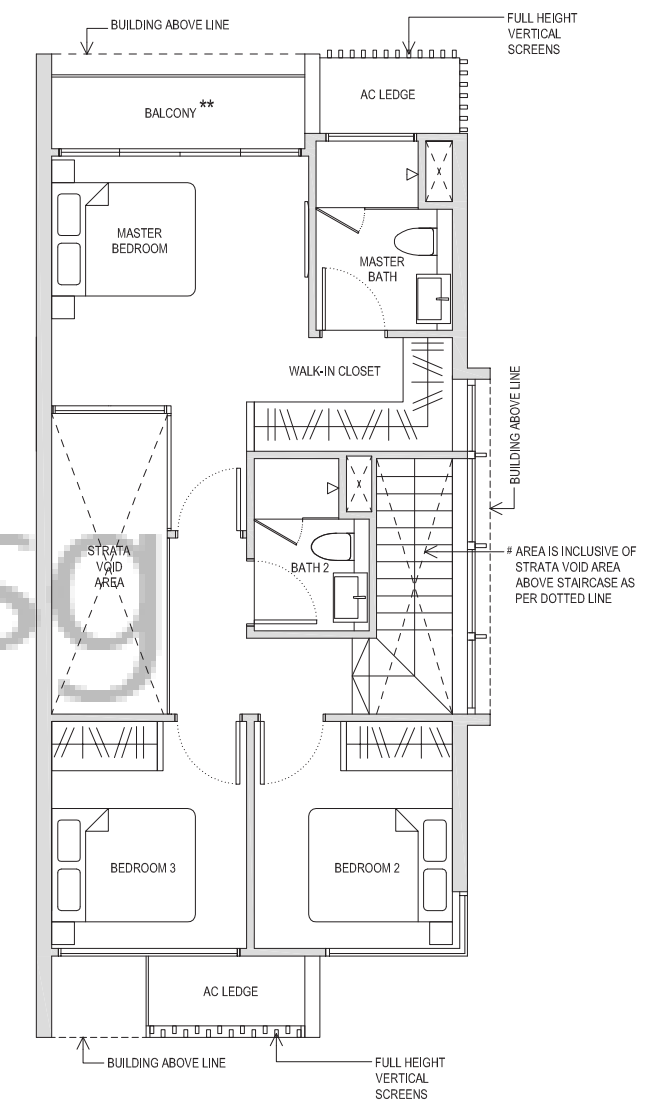 BUILDING ABOVE LINE
FULL HEIGHT
VERTICAL
SCREENS
AC LEDGE
BALCONY **
MASTER
BEDROOM
MASTER
BATH
WALK-IN CLOSET
BUILDING ABOVE LINE
STRATA
VOID
AREA
BATH 2
# AREA IS INCLUSIVE OF
STRATA VOID AREA
ABOVE STAIRCASE AS
PER DOTTED LINE
BEDROOM 3
BEDROOM 2
AC LEDGE
BUILDING ABOVE LINE
FULL HEIGHT
VERTICAL
SCREENS
sg